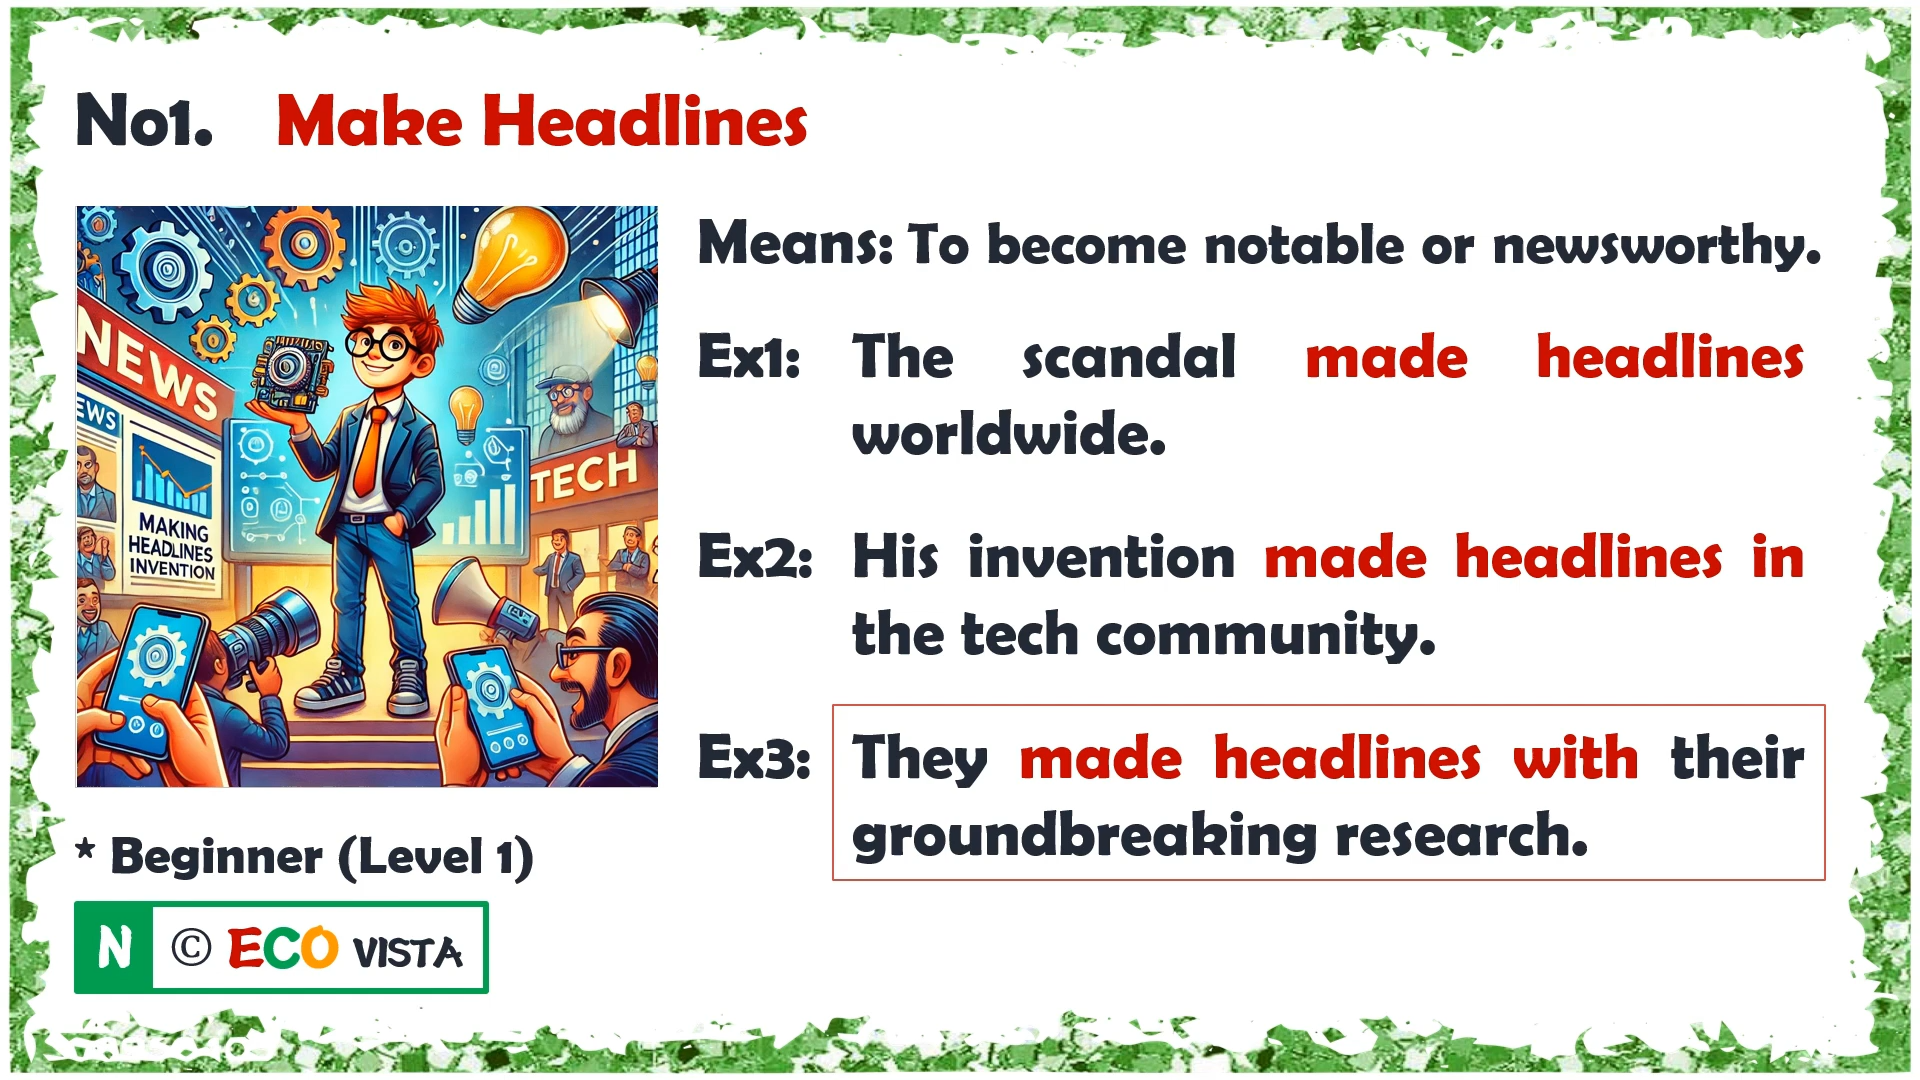 No1. Make Headlines
Means: To become notable or newsworthy.
Ex1: The scandal made headlines
worldwide.
Ex2: His invention made headlines in
the tech community.
Ex3: They made headlines with their
groundbreaking research.
NEWS
EWS
MAKING
HEADLINES
INVENTION
TECH
* Beginner (Level 1)
N © ECO VISTA